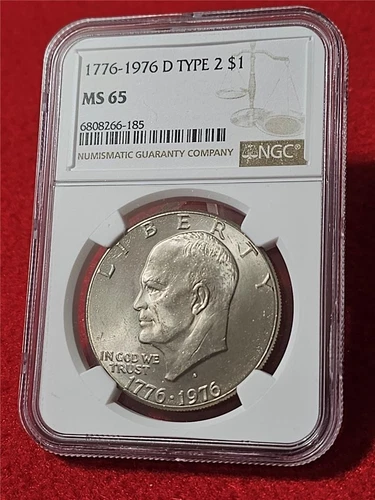 1776-1976 D TYPE 2 $1
MS 65
6808266-185
NUMISMATIC GUARANTY COMPANY
NGC®
LIBERTY
IN GOD WE
TRUST
1776·1976